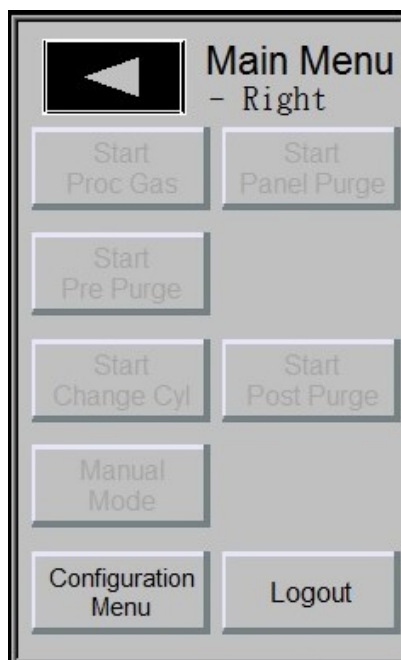 Main Menu
- Right
Start
Proc Gas
Start
Panel Purge
Start
Pre Purge
Start
Change Cyl
Start
Post Purge
Manual
Mode
Configuration
Menu
Logout